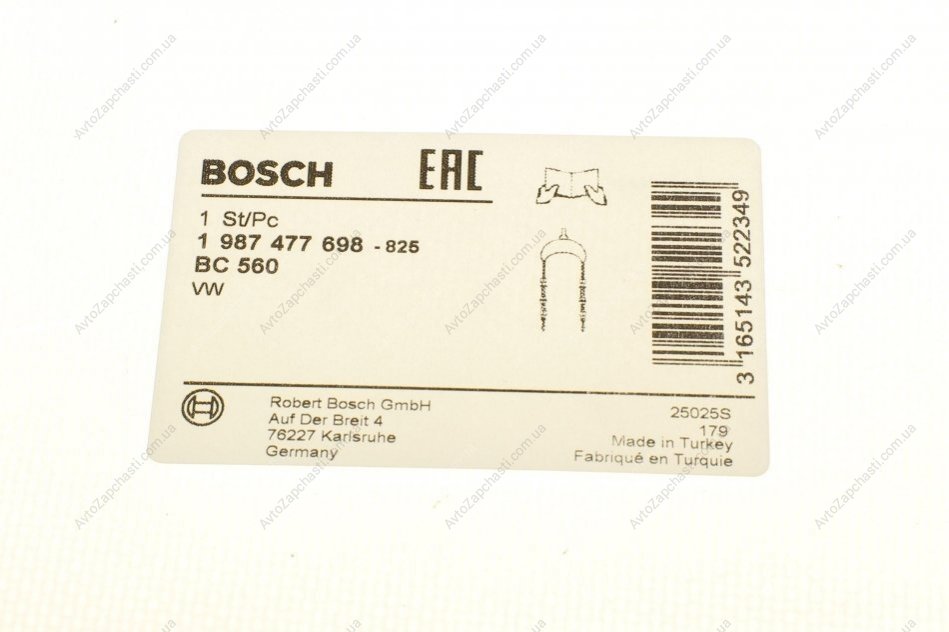 BOSCH EAC
1 St/Pc
1 987 477 698 - 825
BC 560
VW
3 165143 522349
Robert Bosch GmbH
Auf Der Breit 4
76227 Karlsruhe
Germany
25025S
179
Made in Turkey
Fabriqué en Turquie
AvtoZapchasti.com.ua